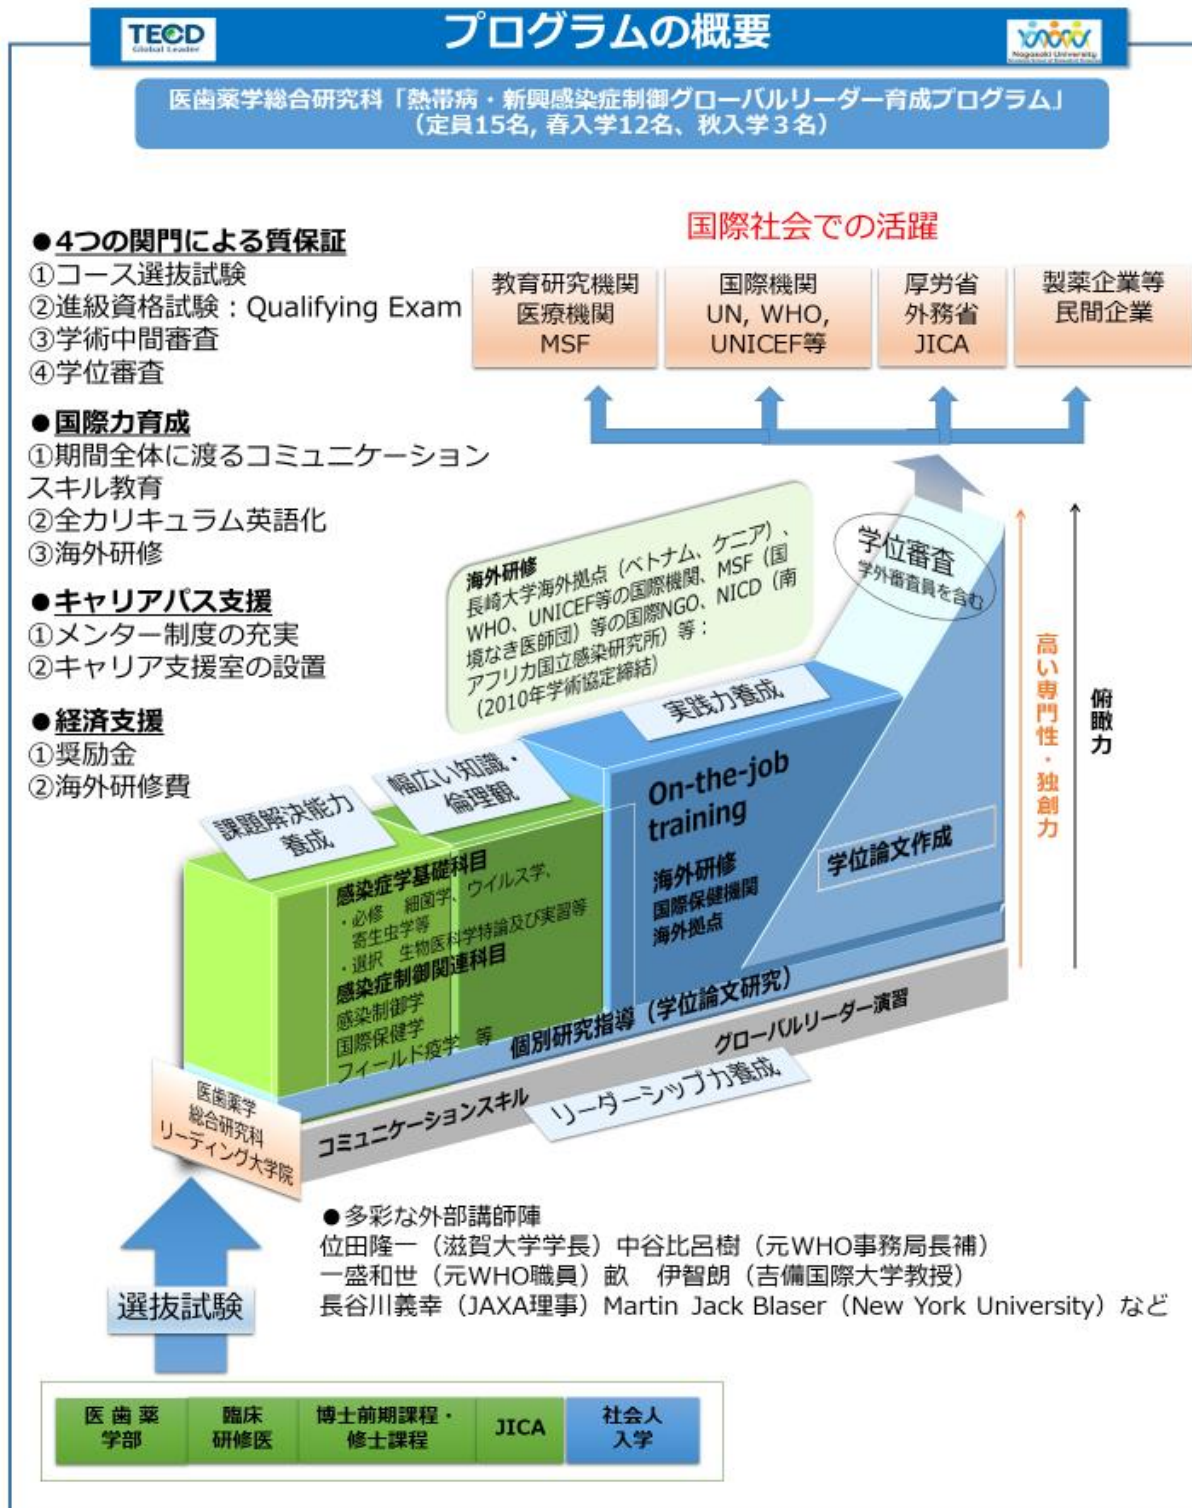 TECD
Global Leader
プログラムの概要
Nagasaki University
医歯薬学総合研究科「熱帯病・新興感染症制御グローバルリーダー育成プログラム」
（定員15名, 春入学12名、秋入学３名）
国際社会での活躍
●4つの関門による質保証
①コース選抜試験
②進級資格試験：Qualifying Exam
③学術中間審査
④学位審査
教育研究機関
医療機関
MSF
国際機関
UN, WHO,
UNICEF等
厚労省
外務省
JICA
製薬企業等
民間企業
●国際力育成
①期間全体に渡るコミュニケーション
スキル教育
②全カリキュラム英語化
③海外研修
●キャリアパス支援
①メンター制度の充実
②キャリア支援室の設置
●経済支援
①奨励金
②海外研修費
海外研修
長崎大学海外拠点（ベトナム、ケニア）、
WHO、UNICEF等の国際機関、MSF（国
境なき医師団）等の国際NGO、NICD（南
アフリカ国立感染研究所）等：
（2010年学術協定締結）
学位審査
学外審査員を含む
高い専門性・独創力
俯瞰力
課題解決能力
養成
幅広い知識・
倫理観
実践力養成
On-the-job
training
海外研修
国際保健機関
海外拠点
学位論文作成
感染症学基礎科目
・必修　細菌学、ウイルス学、
寄生虫学等
・選択　生物医科学特論及び実習等
感染症制御関連科目
感染制御学
国際保健学
フィールド疫学　等
個別研究指導（学位論文研究）
コミュニケーションスキル
グローバルリーダー演習
リーダーシップ力養成
医歯薬学
総合研究科
リーディング大学院
選抜試験
●多彩な外部講師陣
位田隆一（滋賀大学学長）中谷比呂樹（元WHO事務局長補）
一盛和世（元WHO職員）畝　伊智朗（吉備国際大学教授）
長谷川義幸（JAXA理事）Martin Jack Blaser（New York University）など
医 歯 薬
学部
臨床
研修医
博士前期課程・
修士課程
JICA
社会人
入学